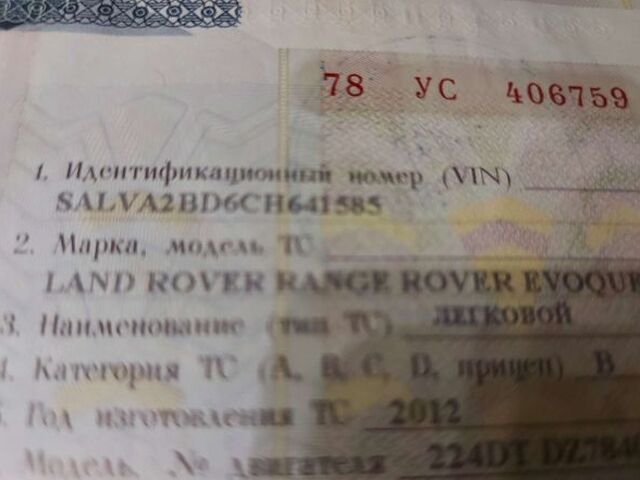 78 УС 406759
1. Идентификационный номер (VIN)
SALVA2BD6CH641585
2. Марка, модель ТС
LAND ROVER RANGE ROVER EVOQUE
3. Наименование (тип ТС) ЛЕГКОВОЙ
4. Категория ТС (A, B, C, D, прицеп) B
Год изготовления ТС 2012
Модель, № двигателя 224DT